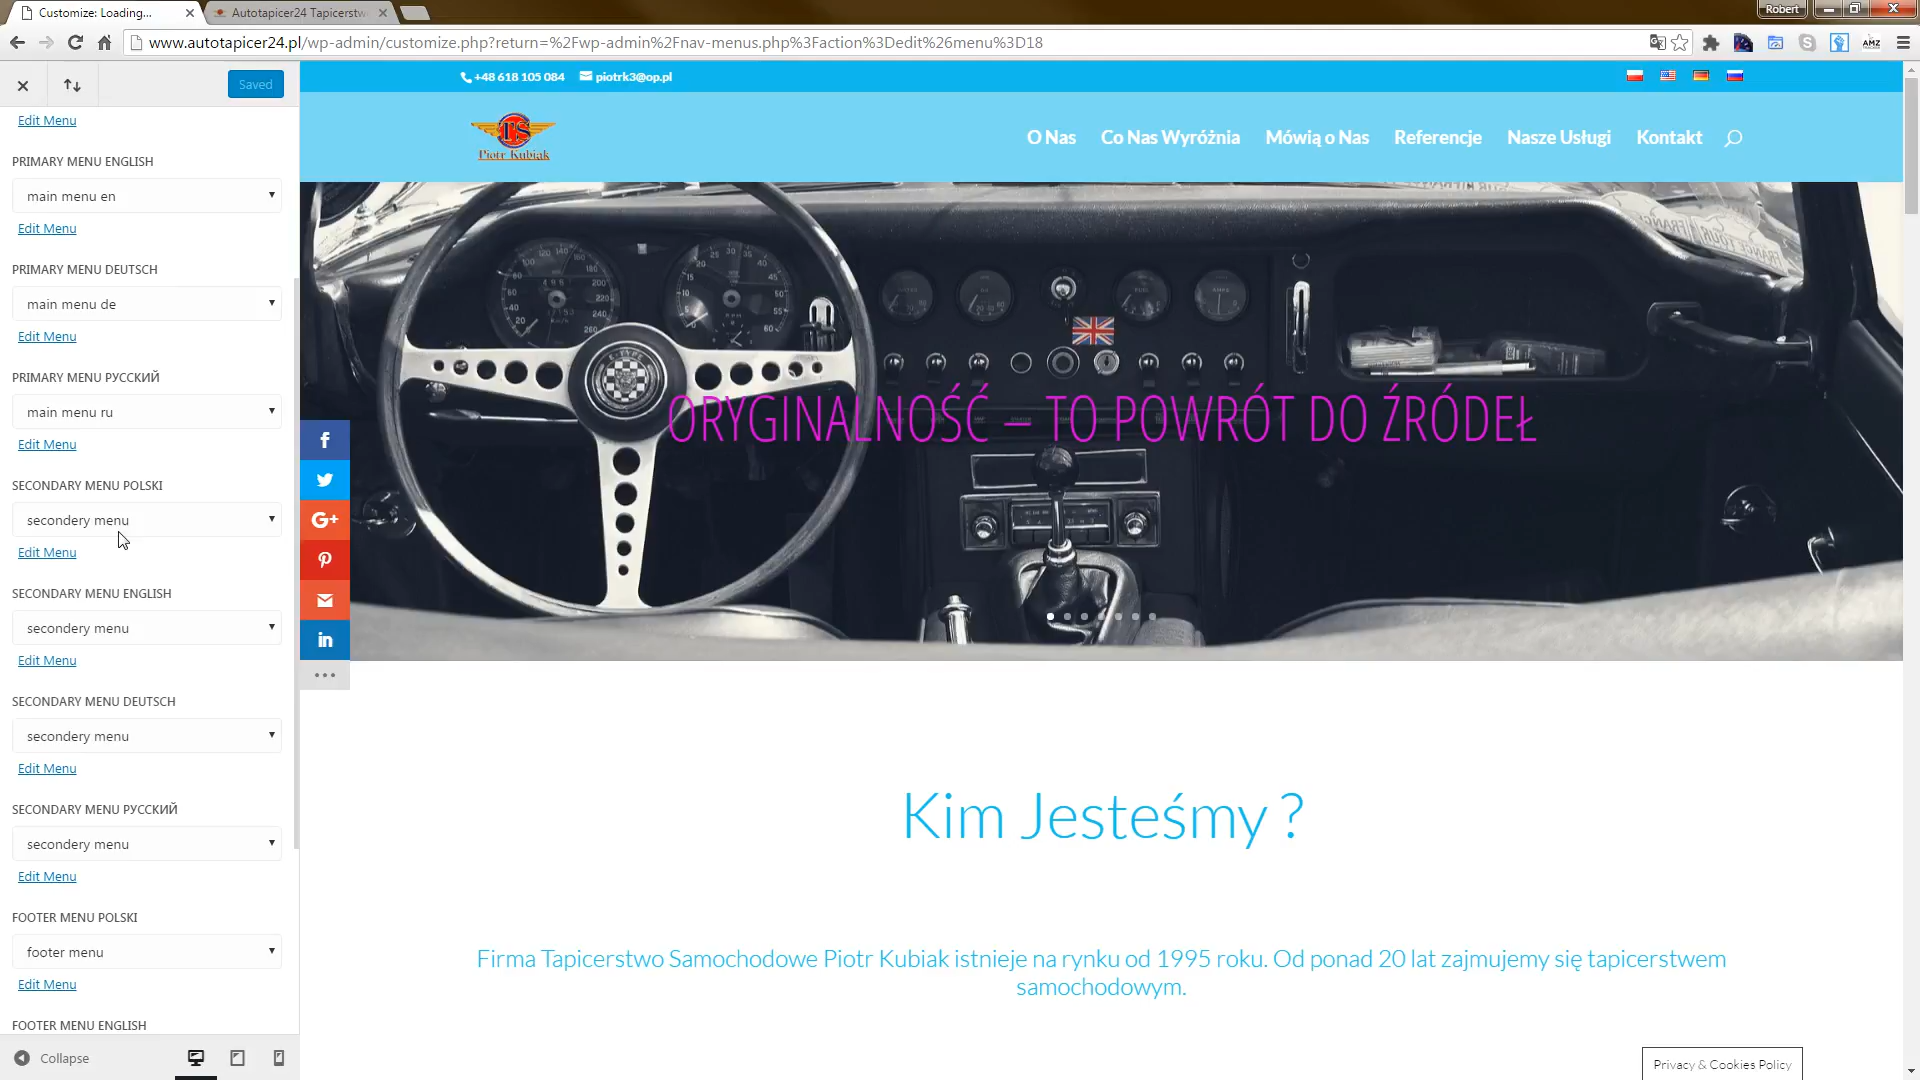 Customize: Loading...
Autotapicer24 Tapicerstw
Robert
www.autotapicer24.pl/wp-admin/customize.php?return=%2Fwp-admin%2Fnav-menus.php%3Faction%3Dedit%26menu%3D18
AMZ
Saved
Edit Menu
PRIMARY MENU ENGLISH
main menu en
Edit Menu
PRIMARY MENU DEUTSCH
main menu de
Edit Menu
PRIMARY MENU РУССКИЙ
main menu ru
Edit Menu
SECONDARY MENU POLSKI
secondery menu
Edit Menu
SECONDARY MENU ENGLISH
secondery menu
Edit Menu
SECONDARY MENU DEUTSCH
secondery menu
Edit Menu
SECONDARY MENU РУССКИЙ
secondery menu
Edit Menu
FOOTER MENU POLSKI
footer menu
Edit Menu
FOOTER MENU ENGLISH
Collapse
+48 618 105 084
piotrk3@op.pl
TS
Piotr Kubiak
O Nas
Co Nas Wyróżnia
Mówią o Nas
Referencje
Nasze Usługi
Kontakt
E-TYPE
ORYGINALNOŚĆ – TO POWRÓT DO ŹRÓDEŁ
f
G+
in
Kim Jesteśmy ?
Firma Tapicerstwo Samochodowe Piotr Kubiak istnieje na rynku od 1995 roku. Od ponad 20 lat zajmujemy się tapicerstwem
samochodowym.
Privacy & Cookies Policy